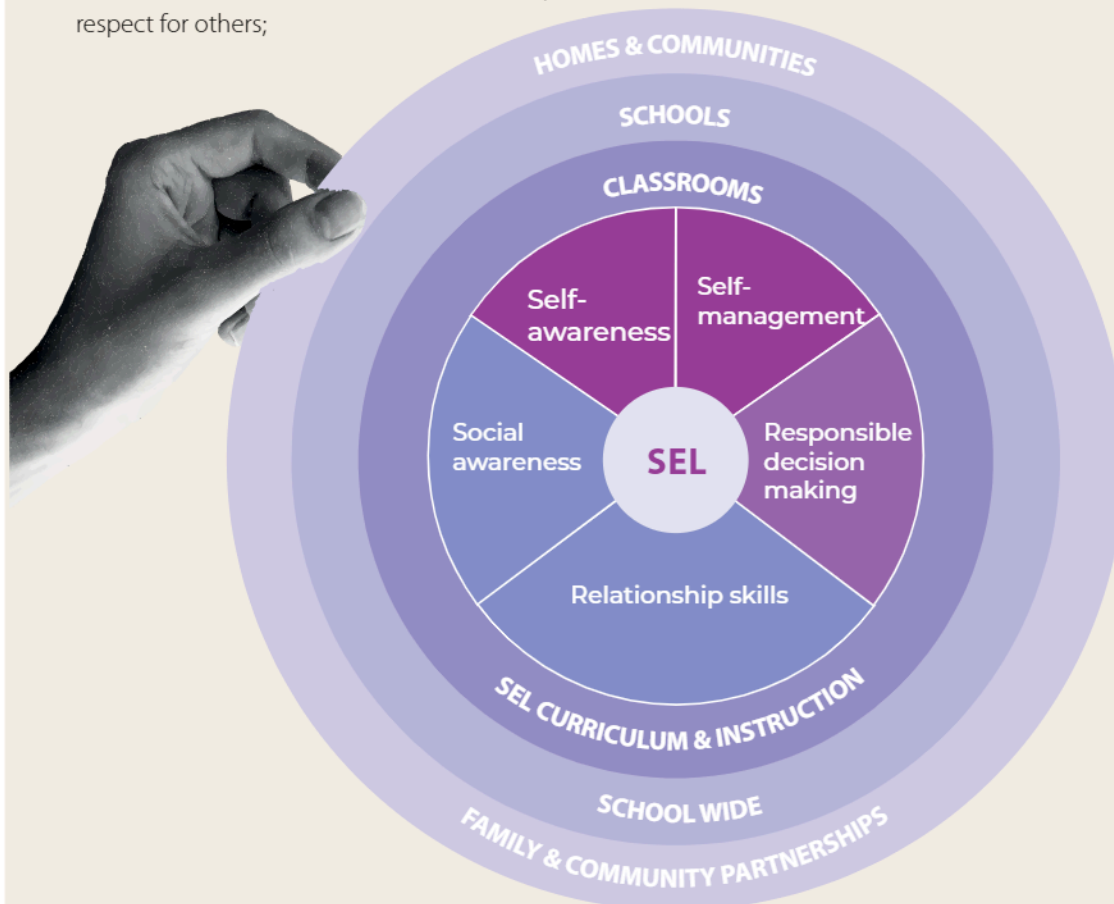 respect for others;
HOMES & COMMUNITIES
SCHOOLS
CLASSROOMS
Self-
awareness
Self-
management
Social
awareness
SEL
Responsible
decision
making
Relationship skills
SEL CURRICULUM & INSTRUCTION
SCHOOL WIDE
FAMILY & COMMUNITY PARTNERSHIPS